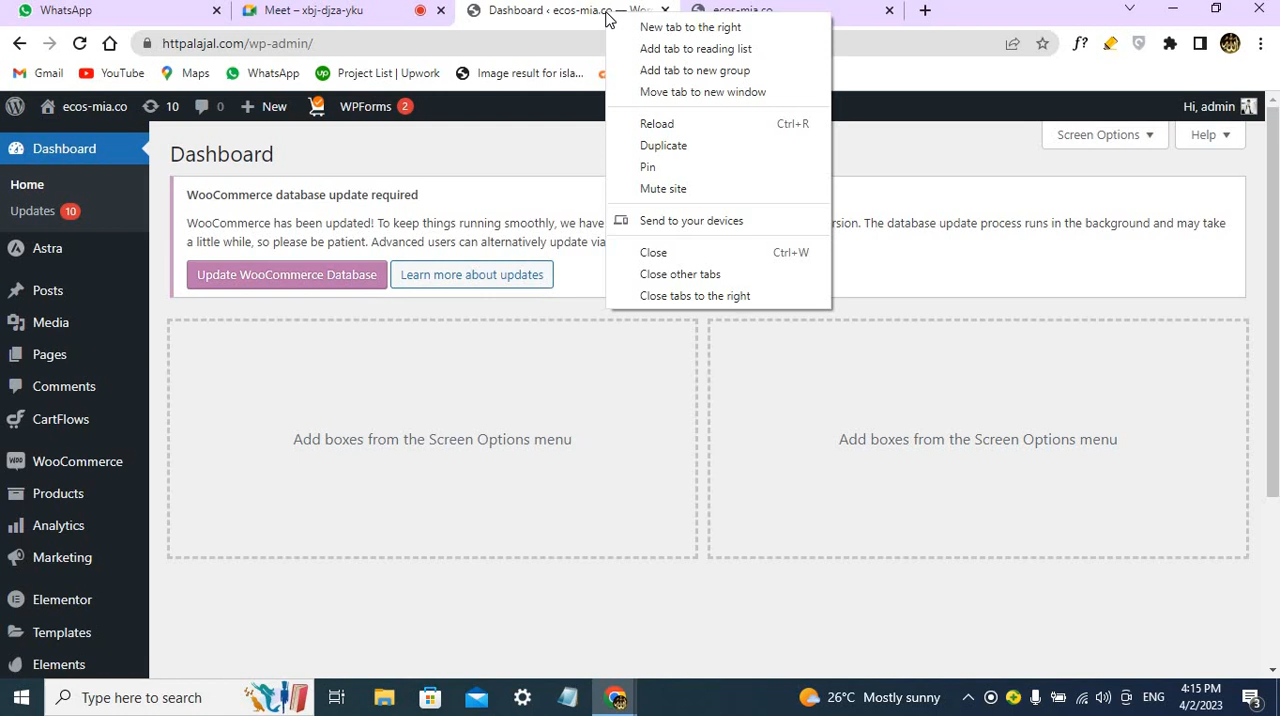 WhatsApp
Meet – xbj-djza-yku
Dashboard ‹ ecos-mia.co — Wo
ecos-mia.co
httpalajal.com/wp-admin/
Gmail
YouTube
Maps
WhatsApp
Project List | Upwork
Image result for isla...
ecos-mia.co
10
0
New
WPForms 2
Hi, admin
New tab to the right
Add tab to reading list
Add tab to new group
Move tab to new window
Reload Ctrl+R
Duplicate
Pin
Mute site
Send to your devices
Close Ctrl+W
Close other tabs
Close tabs to the right
Dashboard
Home
Updates 10
Astra
Posts
Media
Pages
Comments
CartFlows
WooCommerce
Products
Analytics
Marketing
Elementor
Templates
Elements
Dashboard
Screen Options
Help
WooCommerce database update required
WooCommerce has been updated! To keep things running smoothly, we have rsion. The database update process runs in the background and may take
a little while, so please be patient. Advanced users can alternatively update via
Update WooCommerce Database
Learn more about updates
Add boxes from the Screen Options menu
Add boxes from the Screen Options menu
Type here to search
26°C Mostly sunny
ENG
4:15 PM
4/2/2023
3